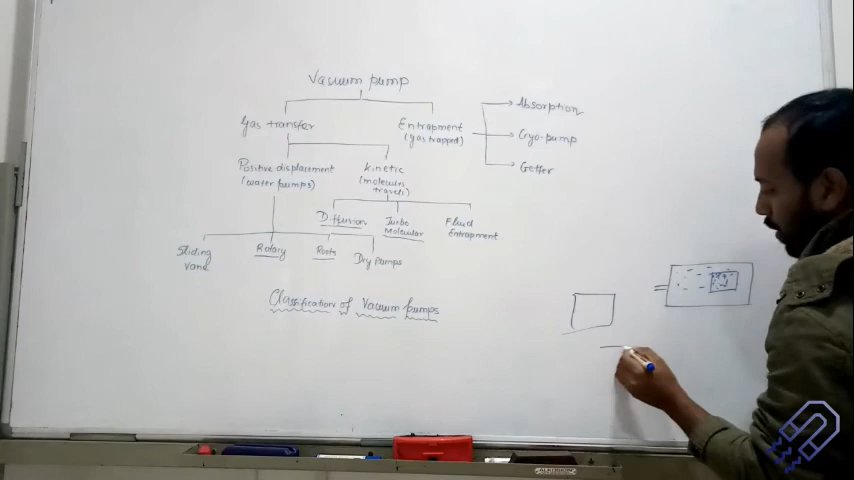 Vacuum pump
Gas transfer
Entrapment
(gas trapped)
Absorption
Cryo-pump
Getter
Positive displacement
(water pumps)
Kinetic
(molecules
travel)
Diffusion
Turbo
Molecular
Fluid
Entrapment
Sliding
vane
Rotary
Roots
Dry Pumps
Classification of Vacuum pumps